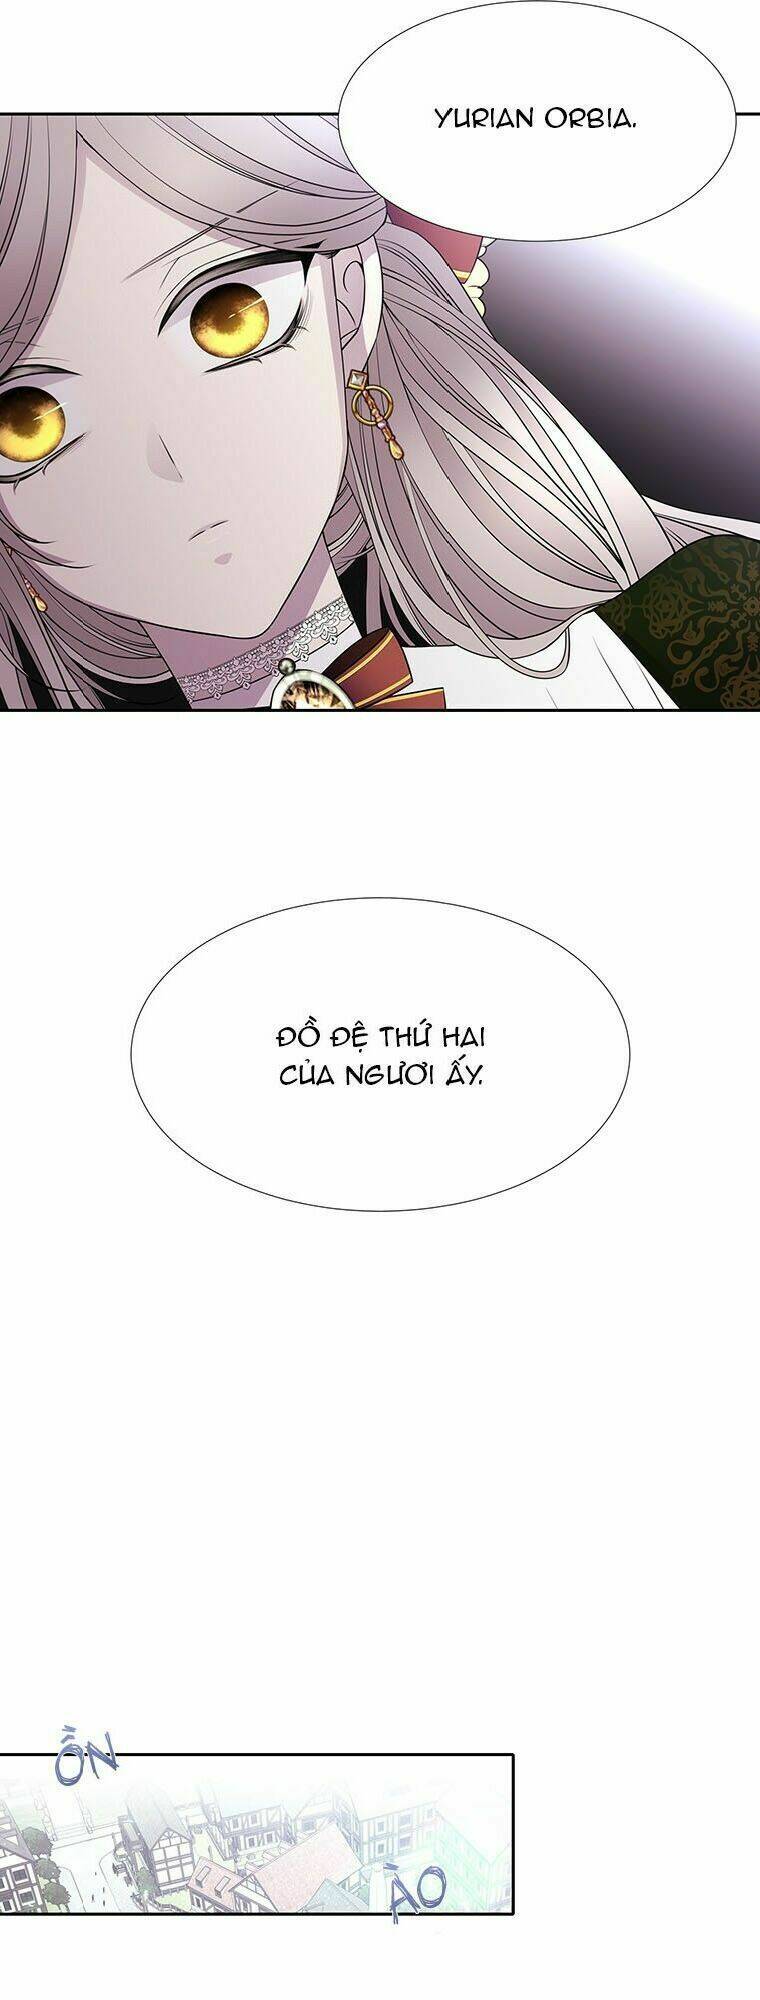 YURIAN ORBIA.
ĐỒ ĐỆ THỨ HAI
CỦA NGƯƠI ẤY.
ỒN
ÀO